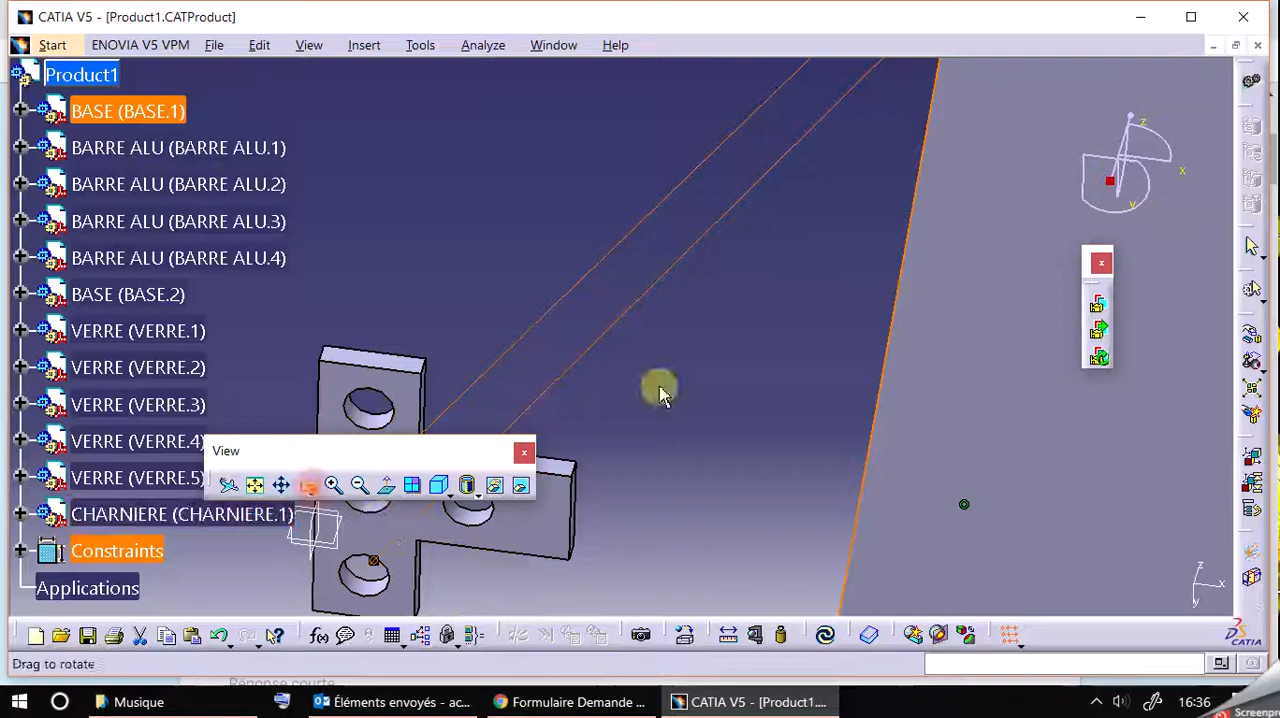 CATIA V5 - [Product1.CATProduct]
Start ENOVIA V5 VPM File Edit View Insert Tools Analyze Window Help
Product1
BASE (BASE.1)
BARRE ALU (BARRE ALU.1)
BARRE ALU (BARRE ALU.2)
BARRE ALU (BARRE ALU.3)
BARRE ALU (BARRE ALU.4)
BASE (BASE.2)
VERRE (VERRE.1)
VERRE (VERRE.2)
VERRE (VERRE.3)
VERRE (VERRE.4)
VERRE (VERRE.5)
CHARNIERE (CHARNIERE.1)
Constraints
Applications
View
z
x
y
z
x
y
f(x)
CATIA
Drag to rotate
Réponse courte
Musique
Éléments envoyés - ac...
Formulaire Demande ...
CATIA V5 - [Product1....
16:36
Screenpr